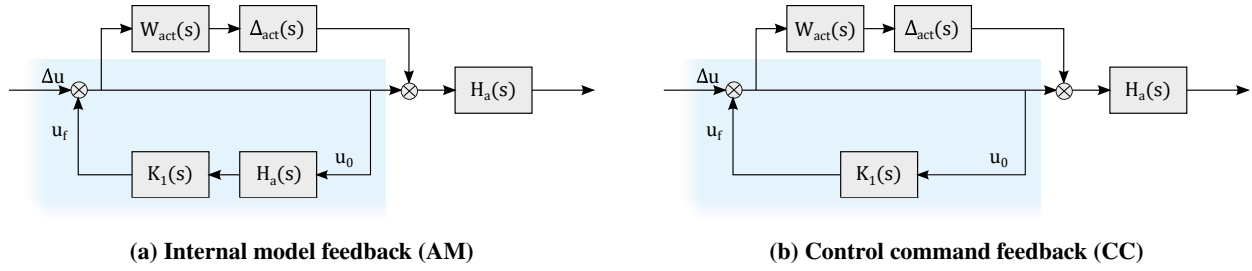 W_act(s) Δ_act(s)
Δu
H_a(s)
u_f
u_0
K_1(s) H_a(s)
(a) Internal model feedback (AM)
W_act(s) Δ_act(s)
Δu
H_a(s)
u_f
u_0
K_1(s)
(b) Control command feedback (CC)